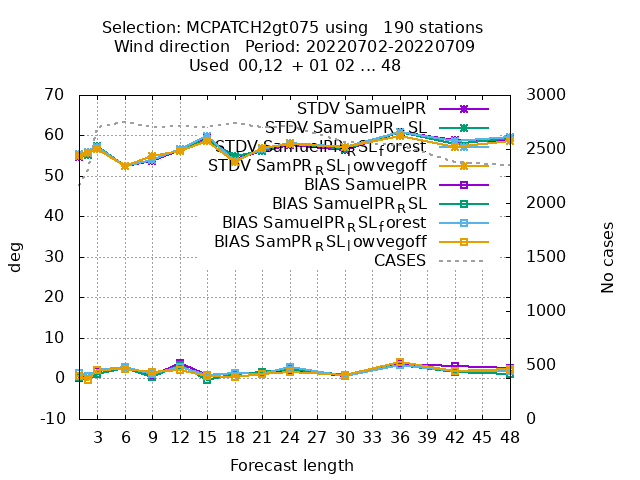 Selection: MCPATCH2gt075 using   190 stations
Wind direction   Period: 20220702-20220709
Used  00,12  + 01 02 ... 48
70
60
50
40
30
20
10
0
-10
deg
3000
2500
2000
1500
1000
500
0
No cases
STDV SamuelPR
STDV SamuelPR_RSL
STDV SamuelPR_RSL_forest
STDV SamPR_RSL_lowvegoff
BIAS SamuelPR
BIAS SamuelPR_RSL
BIAS SamuelPR_RSL_forest
BIAS SamPR_RSL_lowvegoff
CASES
3 6 9 12 15 18 21 24 27 30 33 36 39 42 45 48
Forecast length